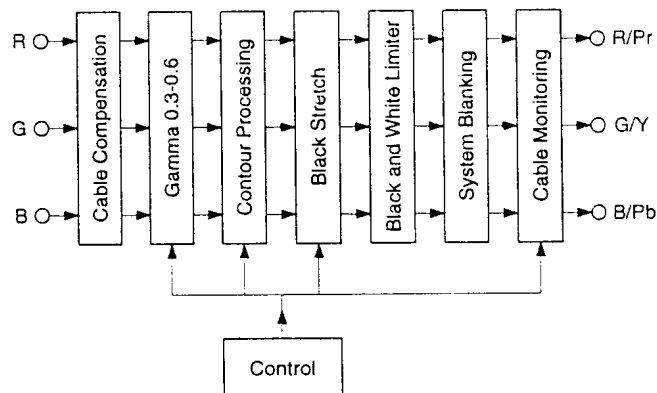 R
G
B
Cable Compensation
Gamma 0.3-0.6
Contour Processing
Black Stretch
Black and White Limiter
System Blanking
Cable Monitoring
R/Pr
G/Y
B/Pb
Control